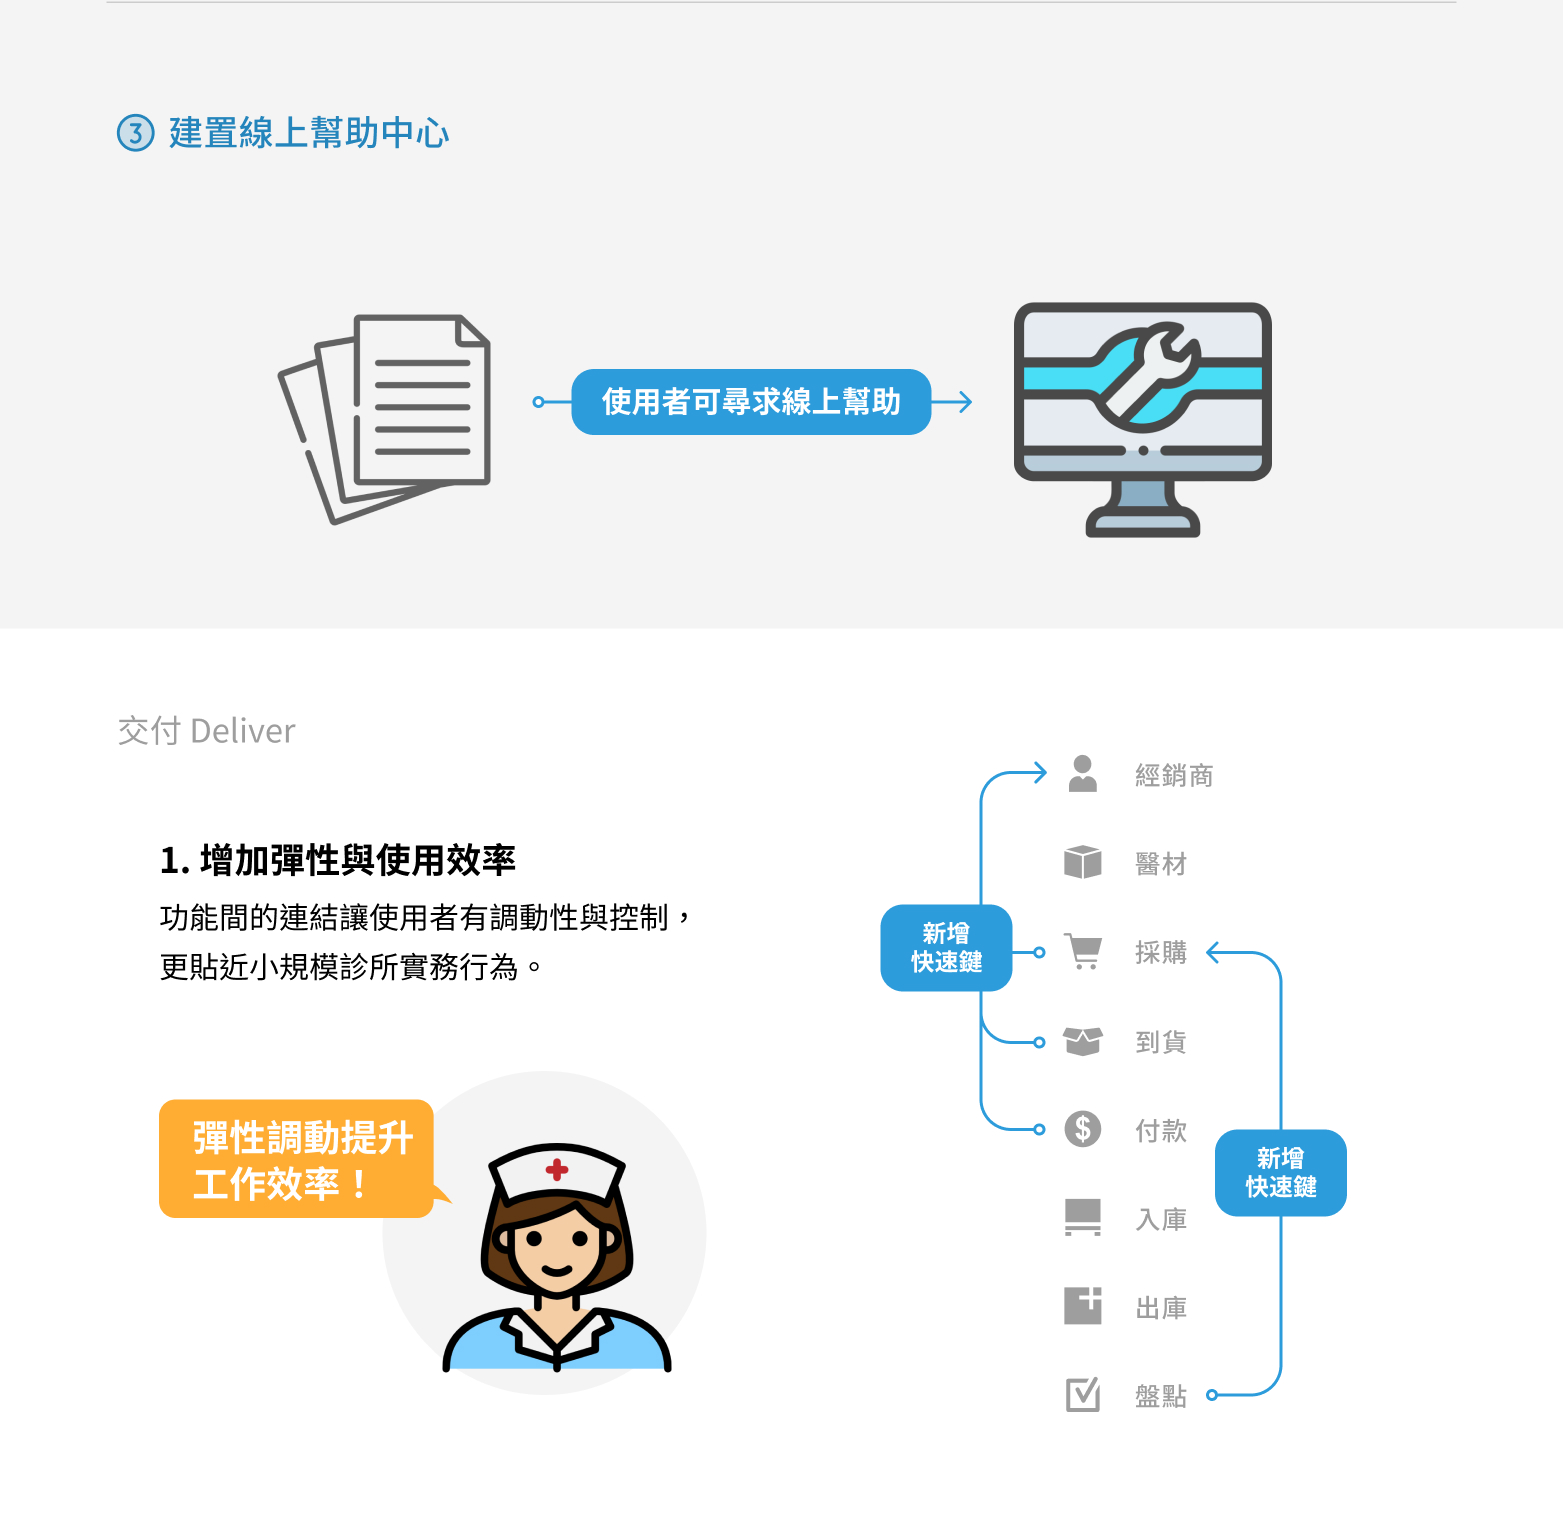 3 建置線上幫助中心
使用者可尋求線上幫助
交付 Deliver
1. 增加彈性與使用效率
功能間的連結讓使用者有調動性與控制，
更貼近小規模診所實務行為。
彈性調動提升
工作效率！
經銷商
醫材
新增
快速鍵
採購
到貨
付款
新增
快速鍵
入庫
出庫
盤點